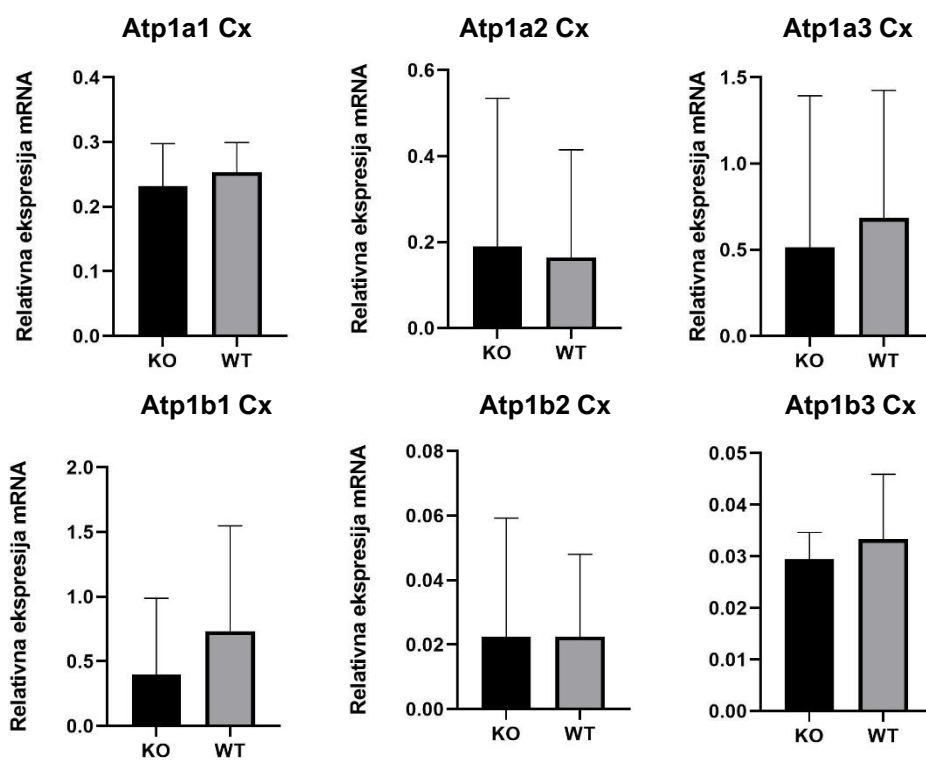 Atp1a1 Cx
Relativna ekspresija mRNA
0.4
0.3
0.2
0.1
0.0
KO WT
Atp1a2 Cx
Relativna ekspresija mRNA
0.6
0.4
0.2
0.0
KO WT
Atp1a3 Cx
Relativna ekspresija mRNA
1.5
1.0
0.5
0.0
KO WT
Atp1b1 Cx
Relativna ekspresija mRNA
2.0
1.5
1.0
0.5
0.0
KO WT
Atp1b2 Cx
Relativna ekspresija mRNA
0.08
0.06
0.04
0.02
0.00
KO WT
Atp1b3 Cx
Relativna ekspresija mRNA
0.05
0.04
0.03
0.02
0.01
0.00
KO WT